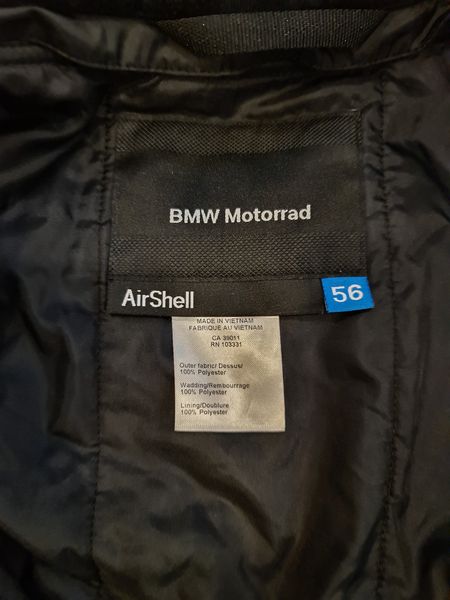 BMW Motorrad
AirShell
56
MADE IN VIETNAM
FABRIQUE AU VIETNAM
CA 39011
RN 103331
Outer fabric/ Dessus/
100% Polyester
Wadding/Rembourrage
100% Polyester
Lining/Doublure
100% Polyester